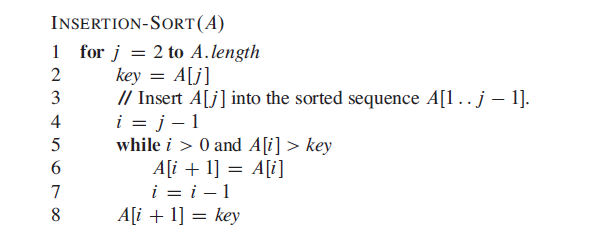 INSERTION-SORT(A)
1 for j = 2 to A.length
2 key = A[j]
3 // Insert A[j] into the sorted sequence A[1 . . j − 1].
4 i = j − 1
5 while i > 0 and A[i] > key
6 A[i + 1] = A[i]
7 i = i − 1
8 A[i + 1] = key